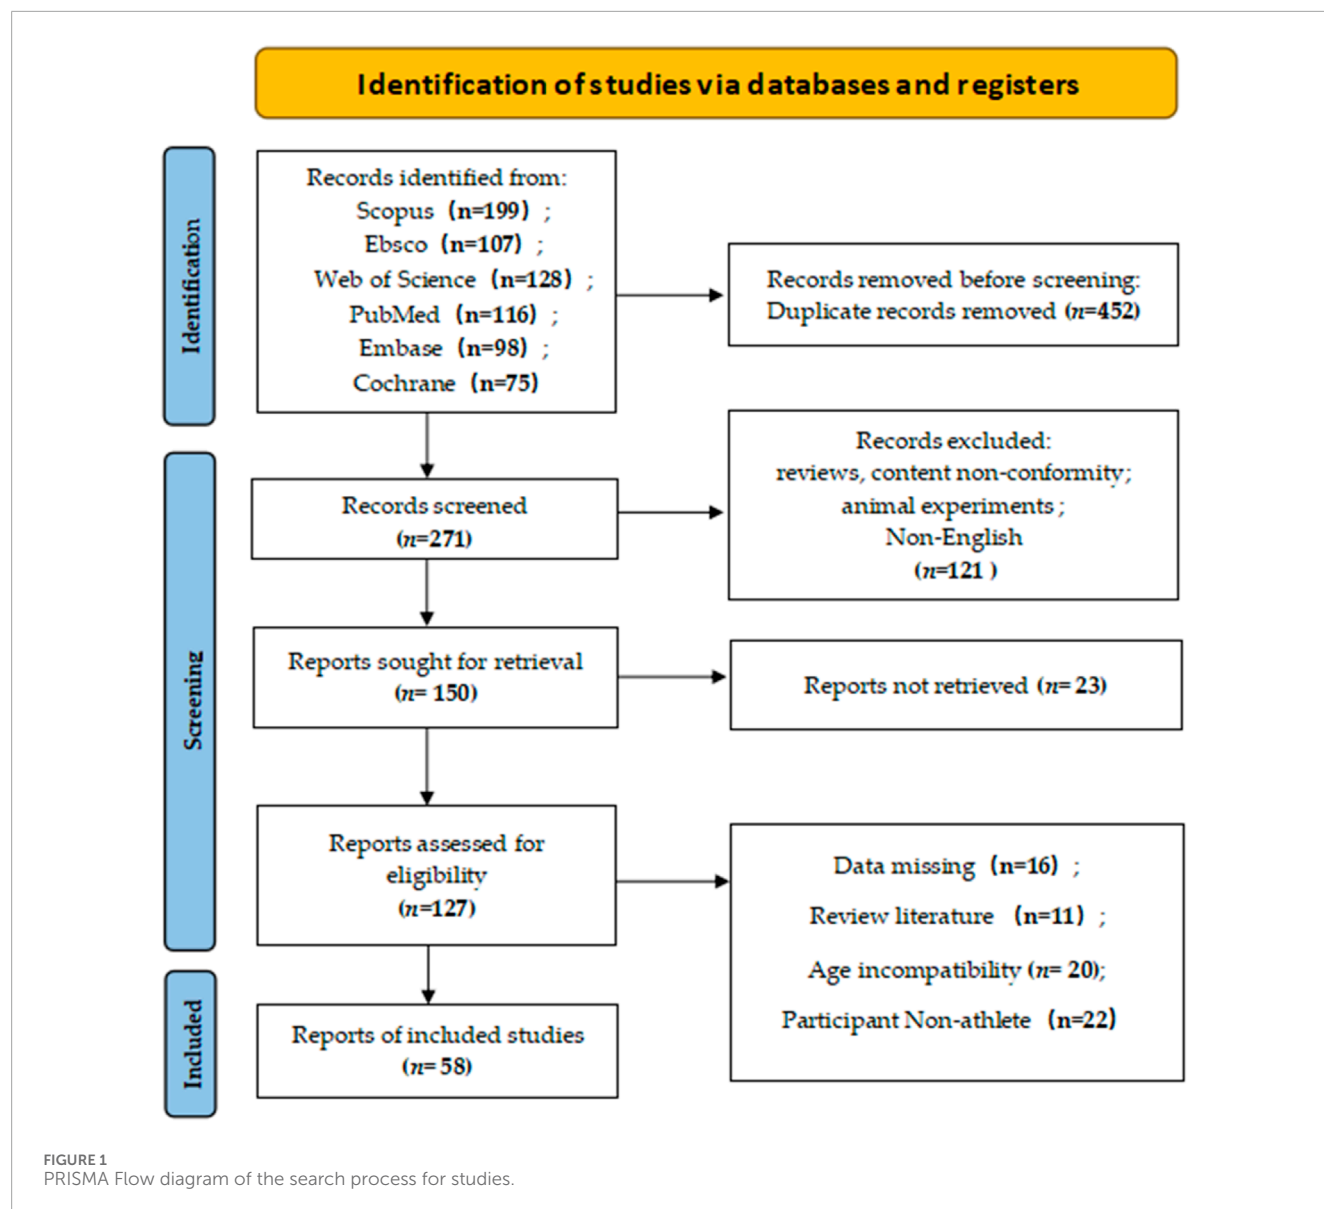 Identification of studies via databases and registers
Identification
Records identified from:
Scopus (n=199) ;
Ebsco (n=107) ;
Web of Science (n=128) ;
PubMed (n=116) ;
Embase (n=98) ;
Cochrane (n=75)
Records removed before screening:
Duplicate records removed (n=452)
Screening
Records screened
(n=271)
Records excluded:
reviews, content non-conformity;
animal experiments ;
Non-English
(n=121 )
Reports sought for retrieval
(n= 150)
Reports not retrieved (n= 23)
Reports assessed for
eligibility
(n=127)
Data missing (n=16) ;
Review literature (n=11) ;
Age incompatibility (n= 20);
Participant Non-athlete (n=22)
Included
Reports of included studies
(n= 58)
FIGURE 1
PRISMA Flow diagram of the search process for studies.